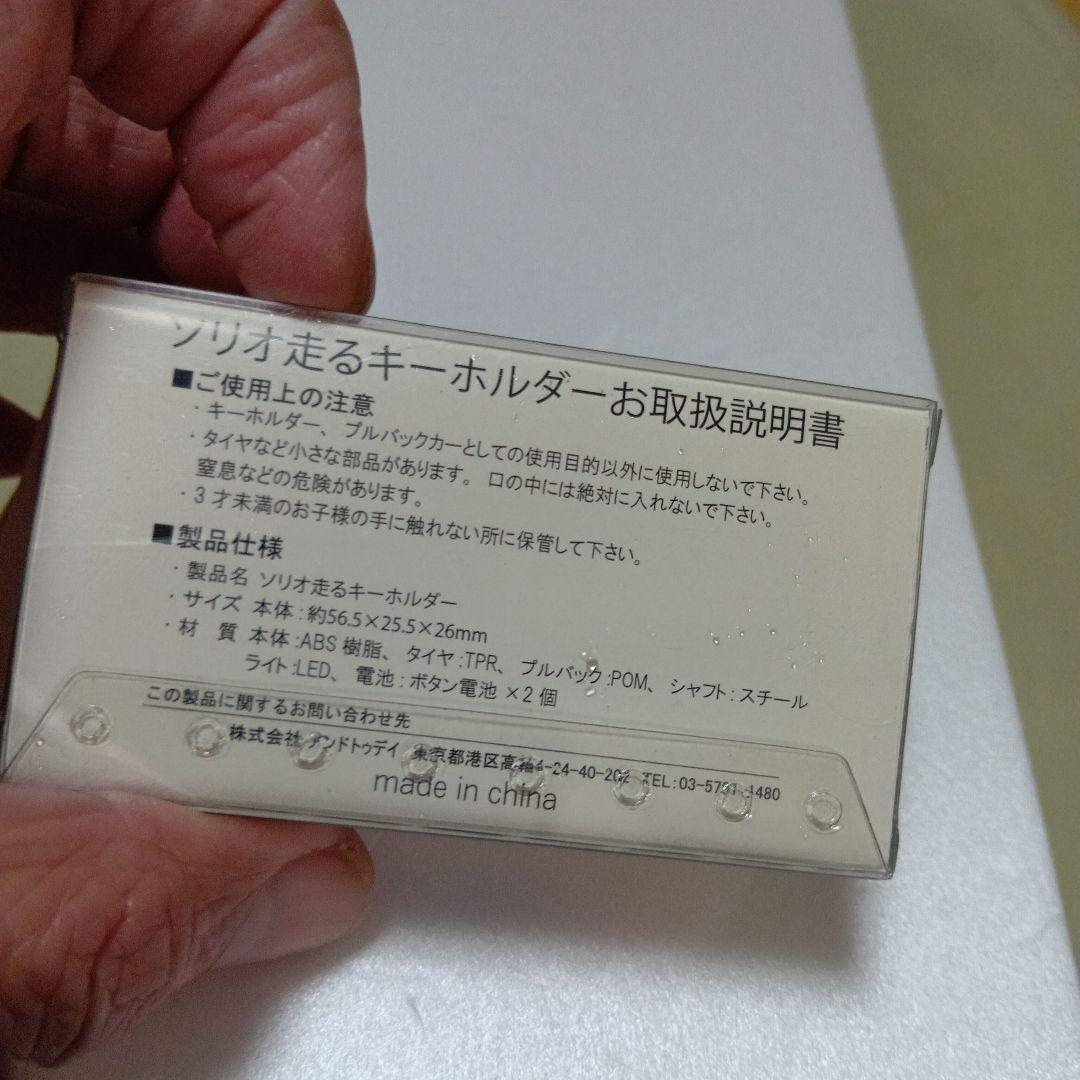 ソリオ走るキーホルダーお取扱説明書
■ご使用上の注意
・キーホルダー、プルバックカーとしての使用目的以外に使用しないで下さい。
・タイヤなど小さな部品があります。口の中には絶対に入れないで下さい。
窒息などの危険があります。
・3才未満のお子様の手に触れない所に保管して下さい。
■製品仕様
・製品名 ソリオ走るキーホルダー
・サイズ 本体:約56.5×25.5×26mm
・材 質 本体:ABS樹脂、タイヤ:TPR、プルバック:POM、シャフト:スチール
ライト:LED、電池:ボタン電池×2個
この製品に関するお問い合わせ先
株式会社 アンドトゥデイ 東京都港区高輪4-24-40-202 TEL:03-5791-1480
made in china